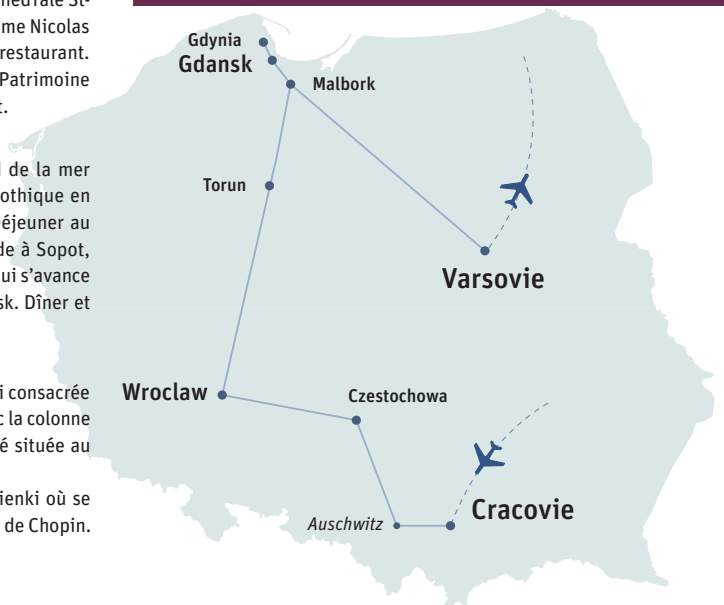 thédrale St-
me Nicolas
restaurant.
Patrimoine
t.
de la mer
othique en
éjeuner au
de à Sopot,
ui s’avance
sk. Dîner et
i consacrée
c la colonne
é située au
ienki où se
de Chopin.
Gdynia
Gdansk
Malbork
Torun
Varsovie
Wroclaw
Czestochowa
Auschwitz
Cracovie